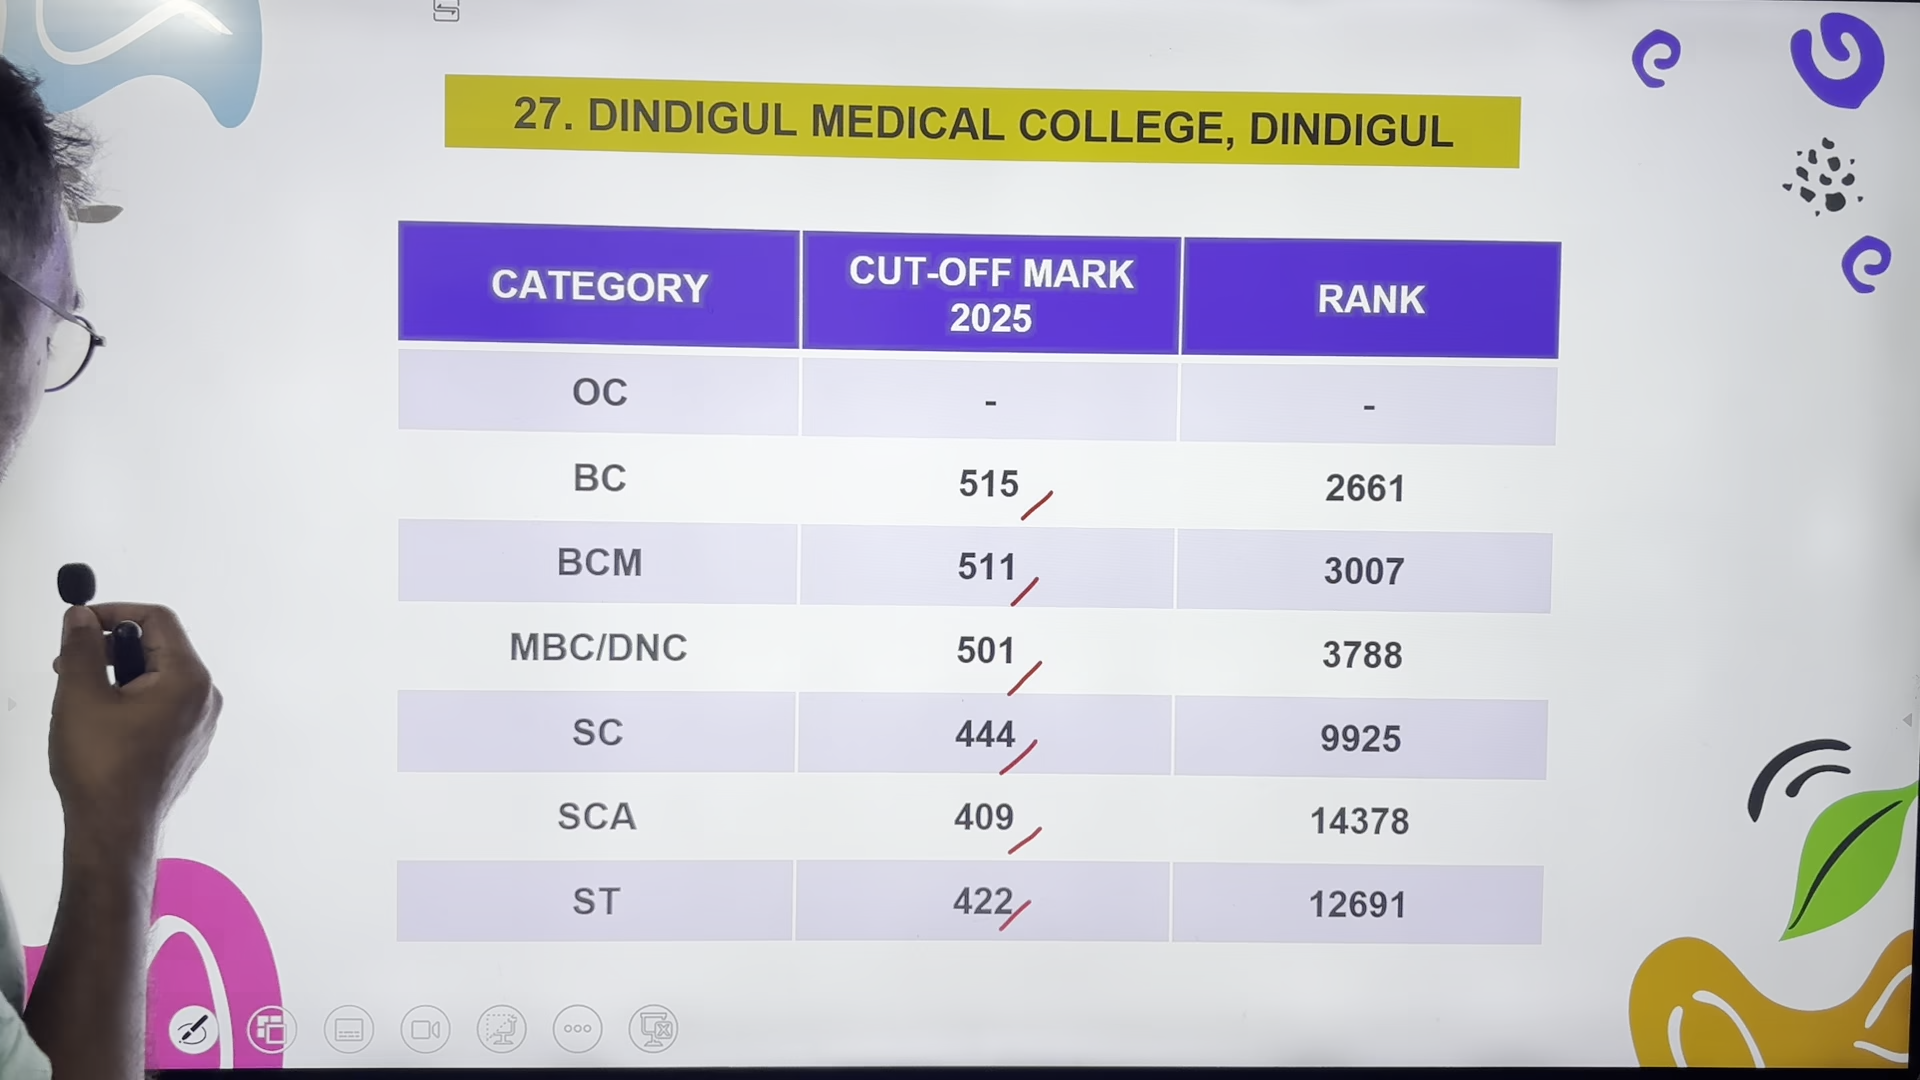 27. DINDIGUL MEDICAL COLLEGE, DINDIGUL
CATEGORY CUT-OFF MARK 2025 RANK
OC - -
BC 515 2661
BCM 511 3007
MBC/DNC 501 3788
SC 444 9925
SCA 409 14378
ST 422 12691